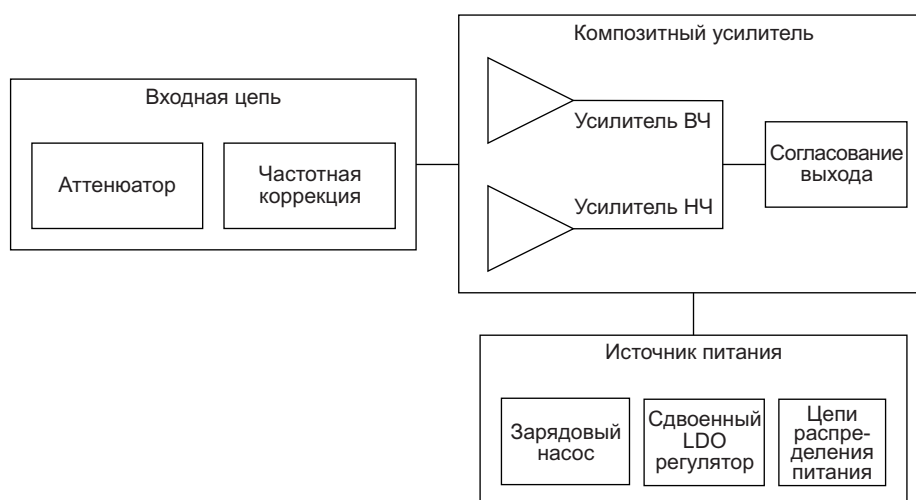 Входная цепь
Аттенюатор
Частотная
коррекция
Композитный усилитель
Усилитель ВЧ
Усилитель НЧ
Согласование
выхода
Источник питания
Зарядовый
насос
Сдвоенный
LDO
регулятор
Цепи
распре-
деления
питания